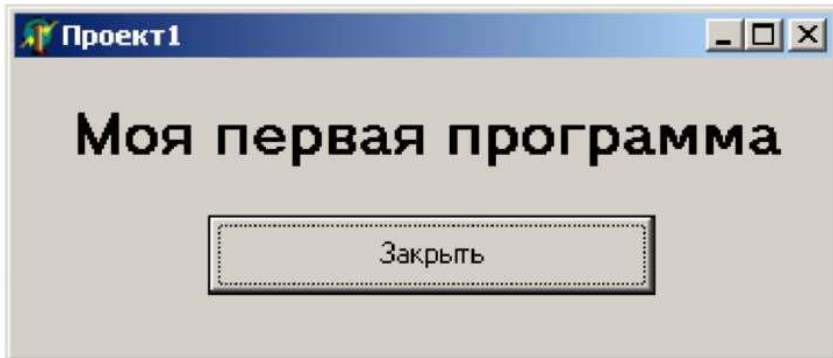 Проект1
Моя первая программа
Закрыть